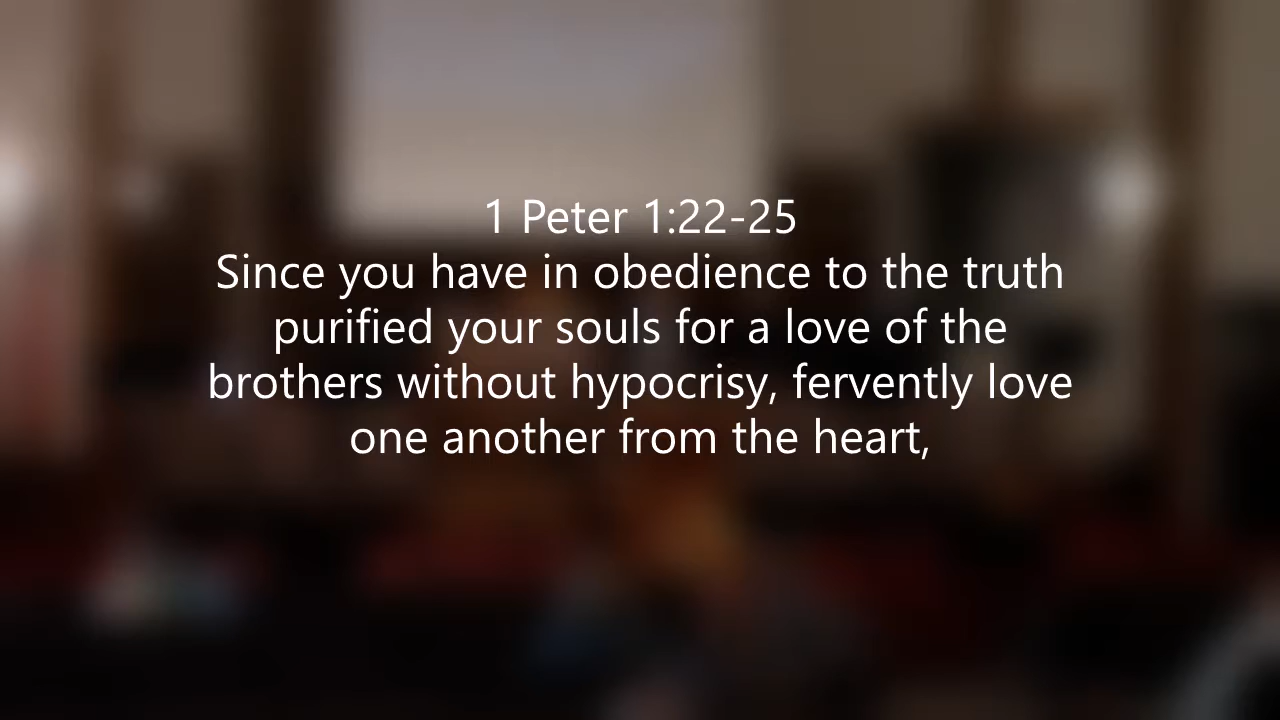 1 Peter 1:22-25
Since you have in obedience to the truth
purified your souls for a love of the
brothers without hypocrisy, fervently love
one another from the heart,